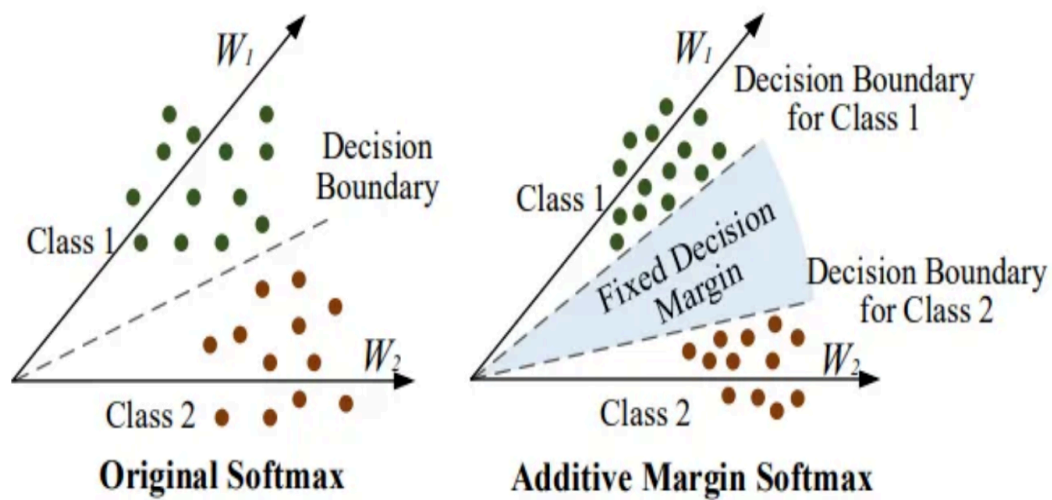 W1
Decision
Boundary
Class 1
W2
Class 2
Original Softmax
W1
Decision Boundary
for Class 1
Class 1
Fixed Decision
Margin
Decision Boundary
for Class 2
W2
Class 2
Additive Margin Softmax